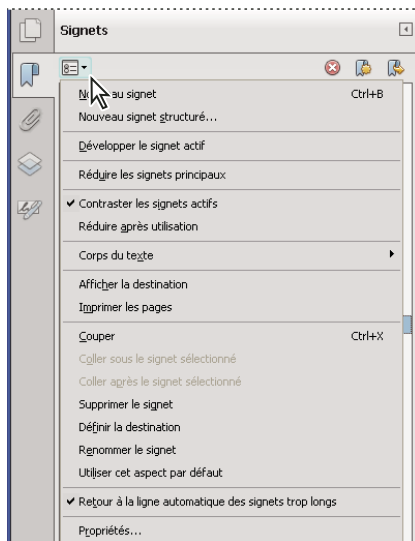 Signets
Nouveau signet Ctrl+B
Nouveau signet structuré...
Développer le signet actif
Réduire les signets principaux
Contraster les signets actifs
Réduire après utilisation
Corps du texte
Afficher la destination
Imprimer les pages
Couper Ctrl+X
Coller sous le signet sélectionné
Coller après le signet sélectionné
Supprimer le signet
Définir la destination
Renommer le signet
Utiliser cet aspect par défaut
Retour à la ligne automatique des signets trop longs
Propriétés...